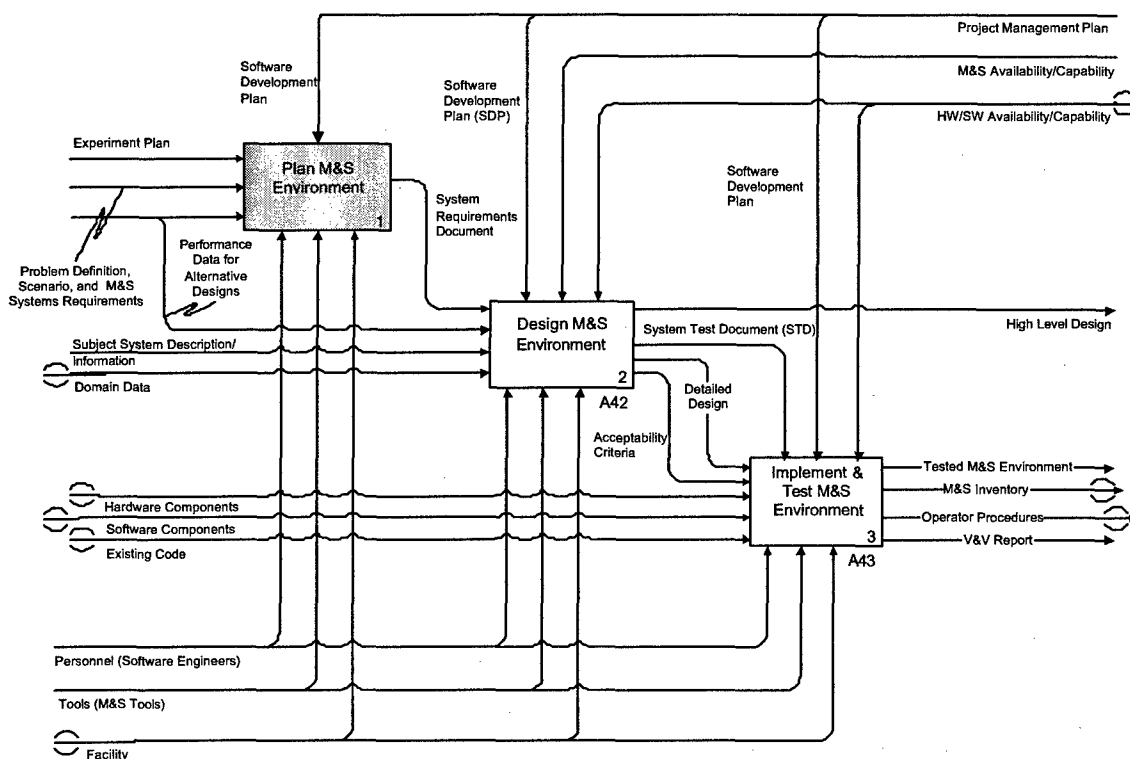 Project Management Plan
Software
Development
Plan
Software
Development
Plan (SDP)
M&S Availability/Capability
HW/SW Availability/Capability
Experiment Plan
Plan M&S
Environment
1
System
Requirements
Document
Software
Development
Plan
Problem Definition,
Scenario, and M&S
Systems Requirements
Performance
Data for
Alternative
Designs
Design M&S
Environment
2
A42
System Test Document (STD)
High Level Design
Subject System Description/
information
Domain Data
Detailed
Design
Acceptability
Criteria
Implement &
Test M&S
Environment
3
A43
Tested M&S Environment
M&S Inventory
Operator Procedures
V&V Report
Hardware Components
Software Components
Existing Code
Personnel (Software Engineers)
Tools (M&S Tools)
Facility